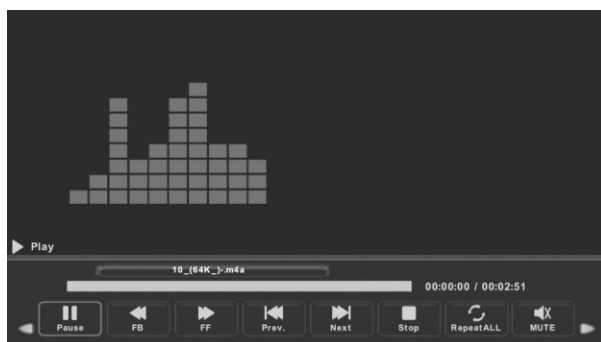 Play
10_(64K_)-.m4a
00:00:00 / 00:02:51
Pause FB FF Prev. Next Stop RepeatALL MUTE